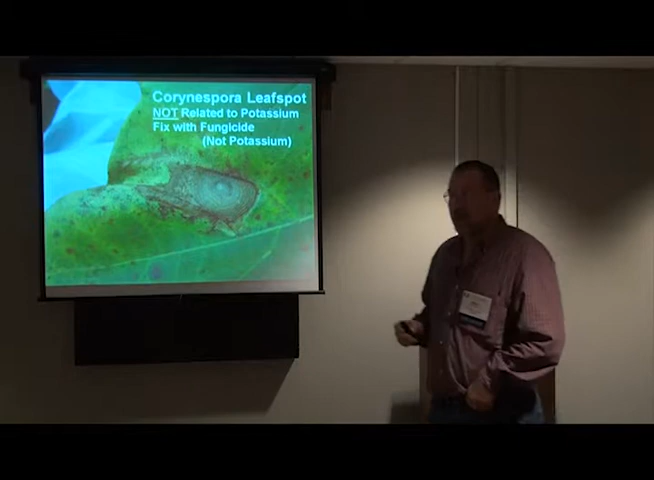 Corynespora Leafspot
NOT Related to Potassium
Fix with Fungicide
(Not Potassium)